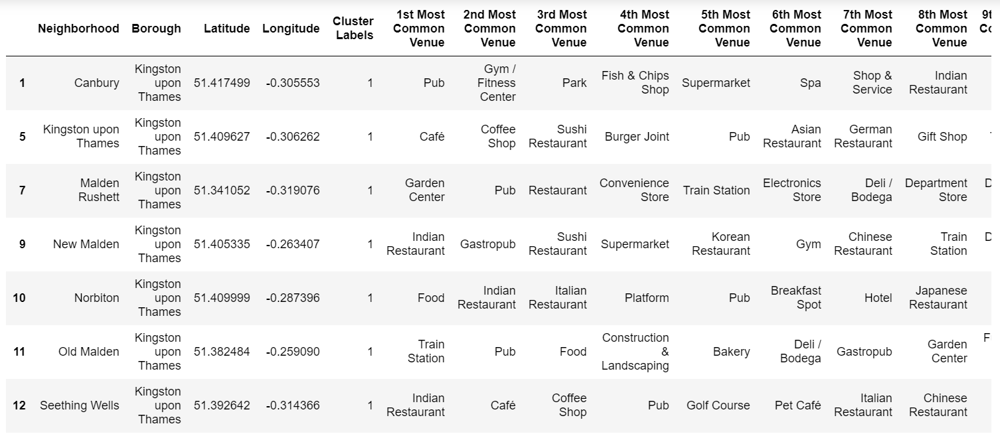 Neighborhood Borough Latitude Longitude Cluster Labels 1st Most Common Venue 2nd Most Common Venue 3rd Most Common Venue 4th Most Common Venue 5th Most Common Venue 6th Most Common Venue 7th Most Common Venue 8th Most Common Venue
1 Canbury Kingston upon Thames 51.417499 -0.305553 1 Pub Gym / Fitness Center Park Fish & Chips Shop Supermarket Spa Shop & Service Indian Restaurant
5 Kingston upon Thames Kingston upon Thames 51.409627 -0.306262 1 Café Coffee Shop Sushi Restaurant Burger Joint Pub Asian Restaurant German Restaurant Gift Shop
7 Malden Rushett Kingston upon Thames 51.341052 -0.319076 1 Garden Center Pub Restaurant Convenience Store Train Station Electronics Store Deli / Bodega Department Store
9 New Malden Kingston upon Thames 51.405335 -0.263407 1 Indian Restaurant Gastropub Sushi Restaurant Supermarket Korean Restaurant Gym Chinese Restaurant Train Station
10 Norbiton Kingston upon Thames 51.409999 -0.287396 1 Food Indian Restaurant Italian Restaurant Platform Pub Breakfast Spot Hotel Japanese Restaurant
11 Old Malden Kingston upon Thames 51.382484 -0.259090 1 Train Station Pub Food Construction & Landscaping Bakery Deli / Bodega Gastropub Garden Center
12 Seething Wells Kingston upon Thames 51.392642 -0.314366 1 Indian Restaurant Café Coffee Shop Pub Golf Course Pet Café Italian Restaurant Chinese Restaurant